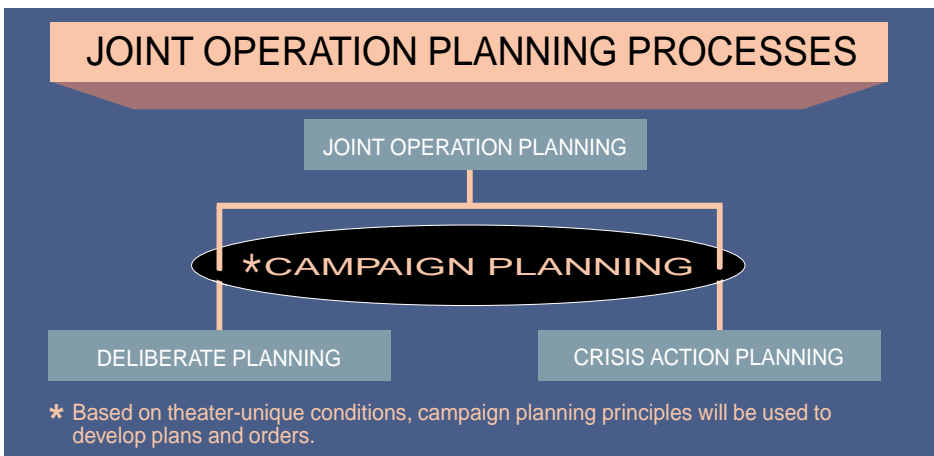 JOINT OPERATION PLANNING PROCESSES
JOINT OPERATION PLANNING
*CAMPAIGN PLANNING
DELIBERATE PLANNING
CRISIS ACTION PLANNING
* Based on theater-unique conditions, campaign planning principles will be used to
develop plans and orders.